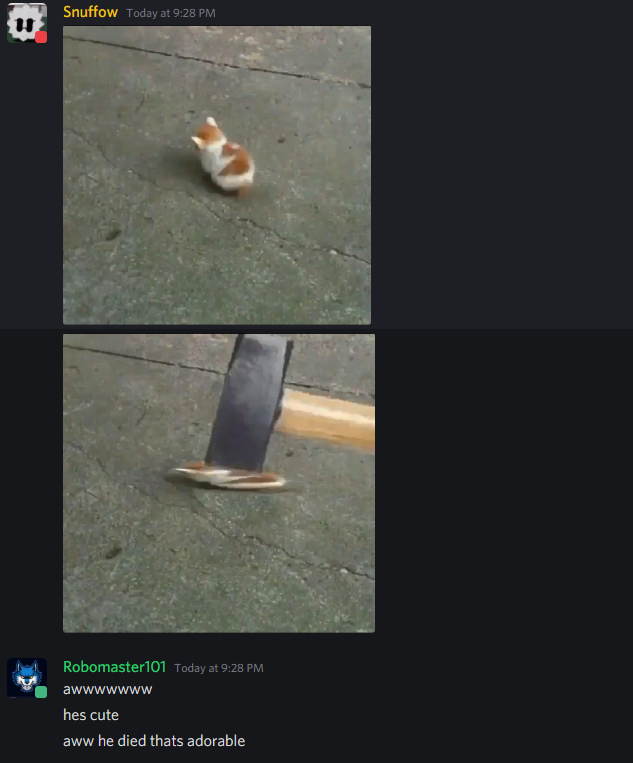 Snuffow Today at 9:28 PM
Robomaster101 Today at 9:28 PM
awwwwwww
hes cute
aww he died thats adorable